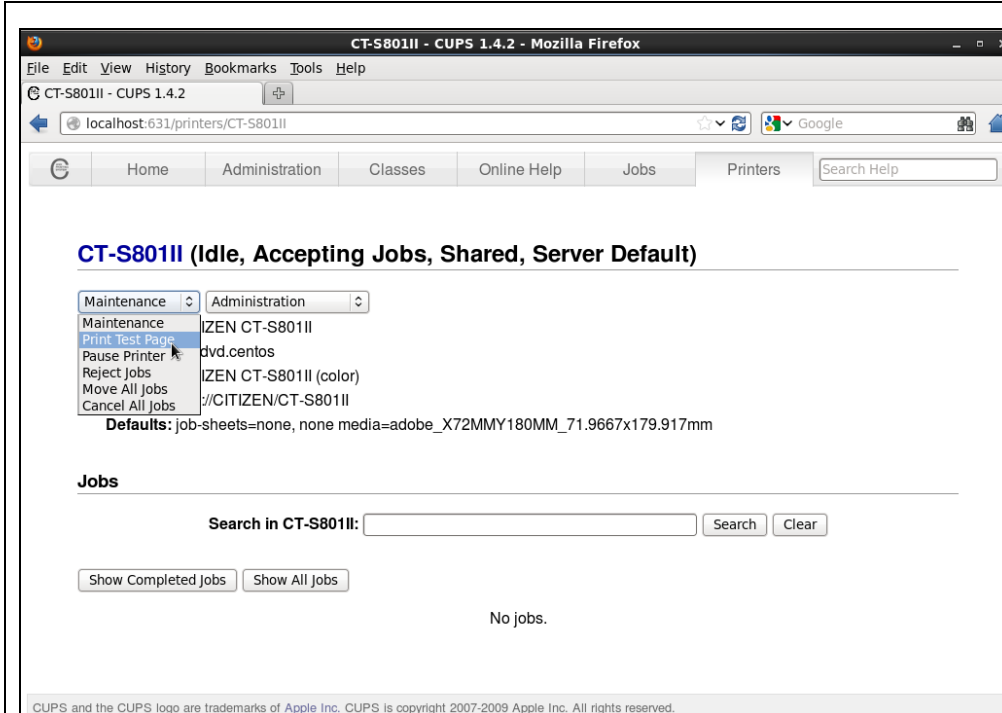 CT-S801II - CUPS 1.4.2 - Mozilla Firefox
File Edit View History Bookmarks Tools Help
CT-S801II - CUPS 1.4.2
localhost:631/printers/CT-S801II
Google
Home Administration Classes Online Help Jobs Printers Search Help
CT-S801II (Idle, Accepting Jobs, Shared, Server Default)
Maintenance Administration
Maintenance
Print Test Page
Pause Printer
Reject Jobs
Move All Jobs
Cancel All Jobs
IZEN CT-S801II
dvd.centos
IZEN CT-S801II (color)
://CITIZEN/CT-S801II
Defaults: job-sheets=none, none media=adobe_X72MMY180MM_71.9667x179.917mm
Jobs
Search in CT-S801II: Search Clear
Show Completed Jobs Show All Jobs
No jobs.
CUPS and the CUPS logo are trademarks of Apple Inc. CUPS is copyright 2007-2009 Apple Inc. All rights reserved.